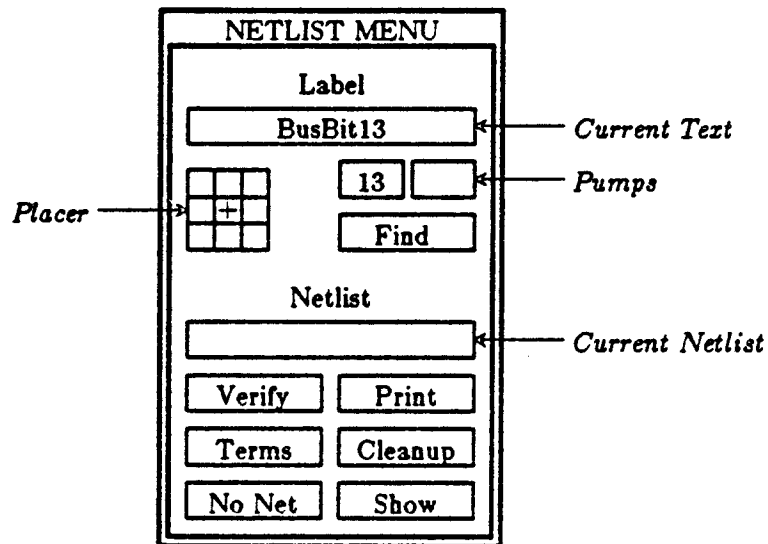 NETLIST MENU
Label
BusBit13
Current Text
13
Pumps
Placer
Find
Netlist
Current Netlist
Verify Print
Terms Cleanup
No Net Show